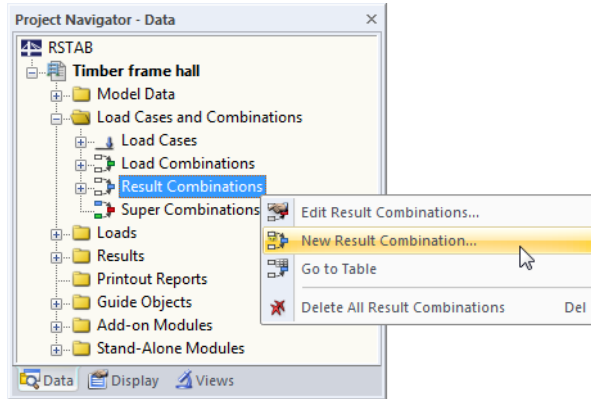 Project Navigator - Data
RSTAB
Timber frame hall
Model Data
Load Cases and Combinations
Load Cases
Load Combinations
Result Combinations
Super Combinations
Loads
Results
Printout Reports
Guide Objects
Add-on Modules
Stand-Alone Modules
Edit Result Combinations...
New Result Combination...
Go to Table
Delete All Result Combinations Del
Data Display Views